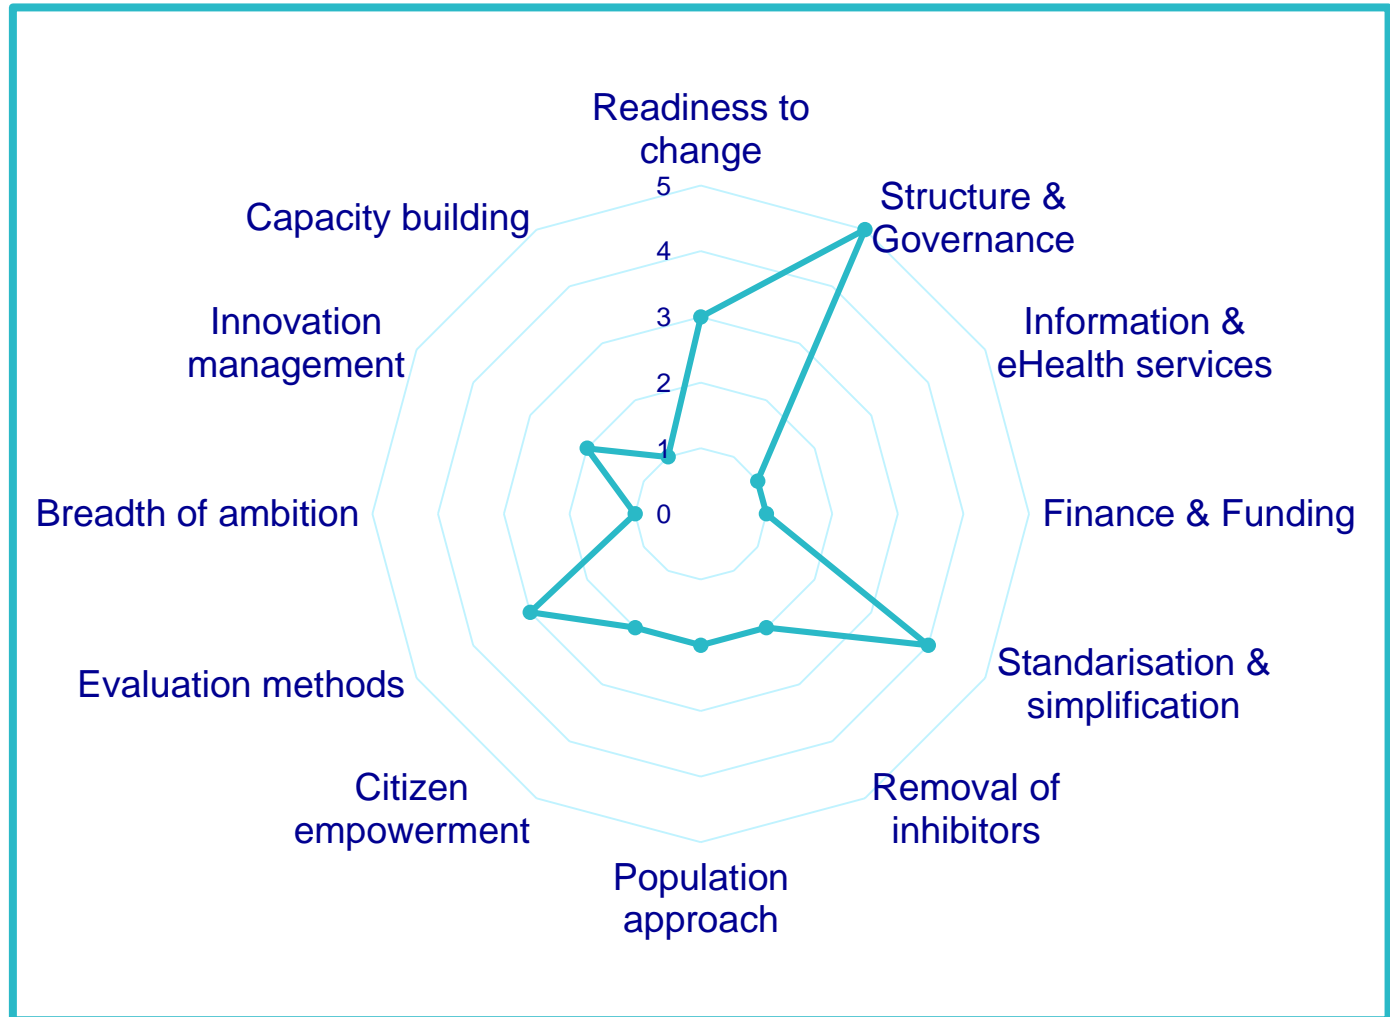 Readiness to
change
Structure &
Governance
Information &
eHealth services
Finance & Funding
Standarisation &
simplification
Removal of
inhibitors
Population
approach
Citizen
empowerment
Evaluation methods
Breadth of ambition
Innovation
management
Capacity building
5
4
3
2
1
0